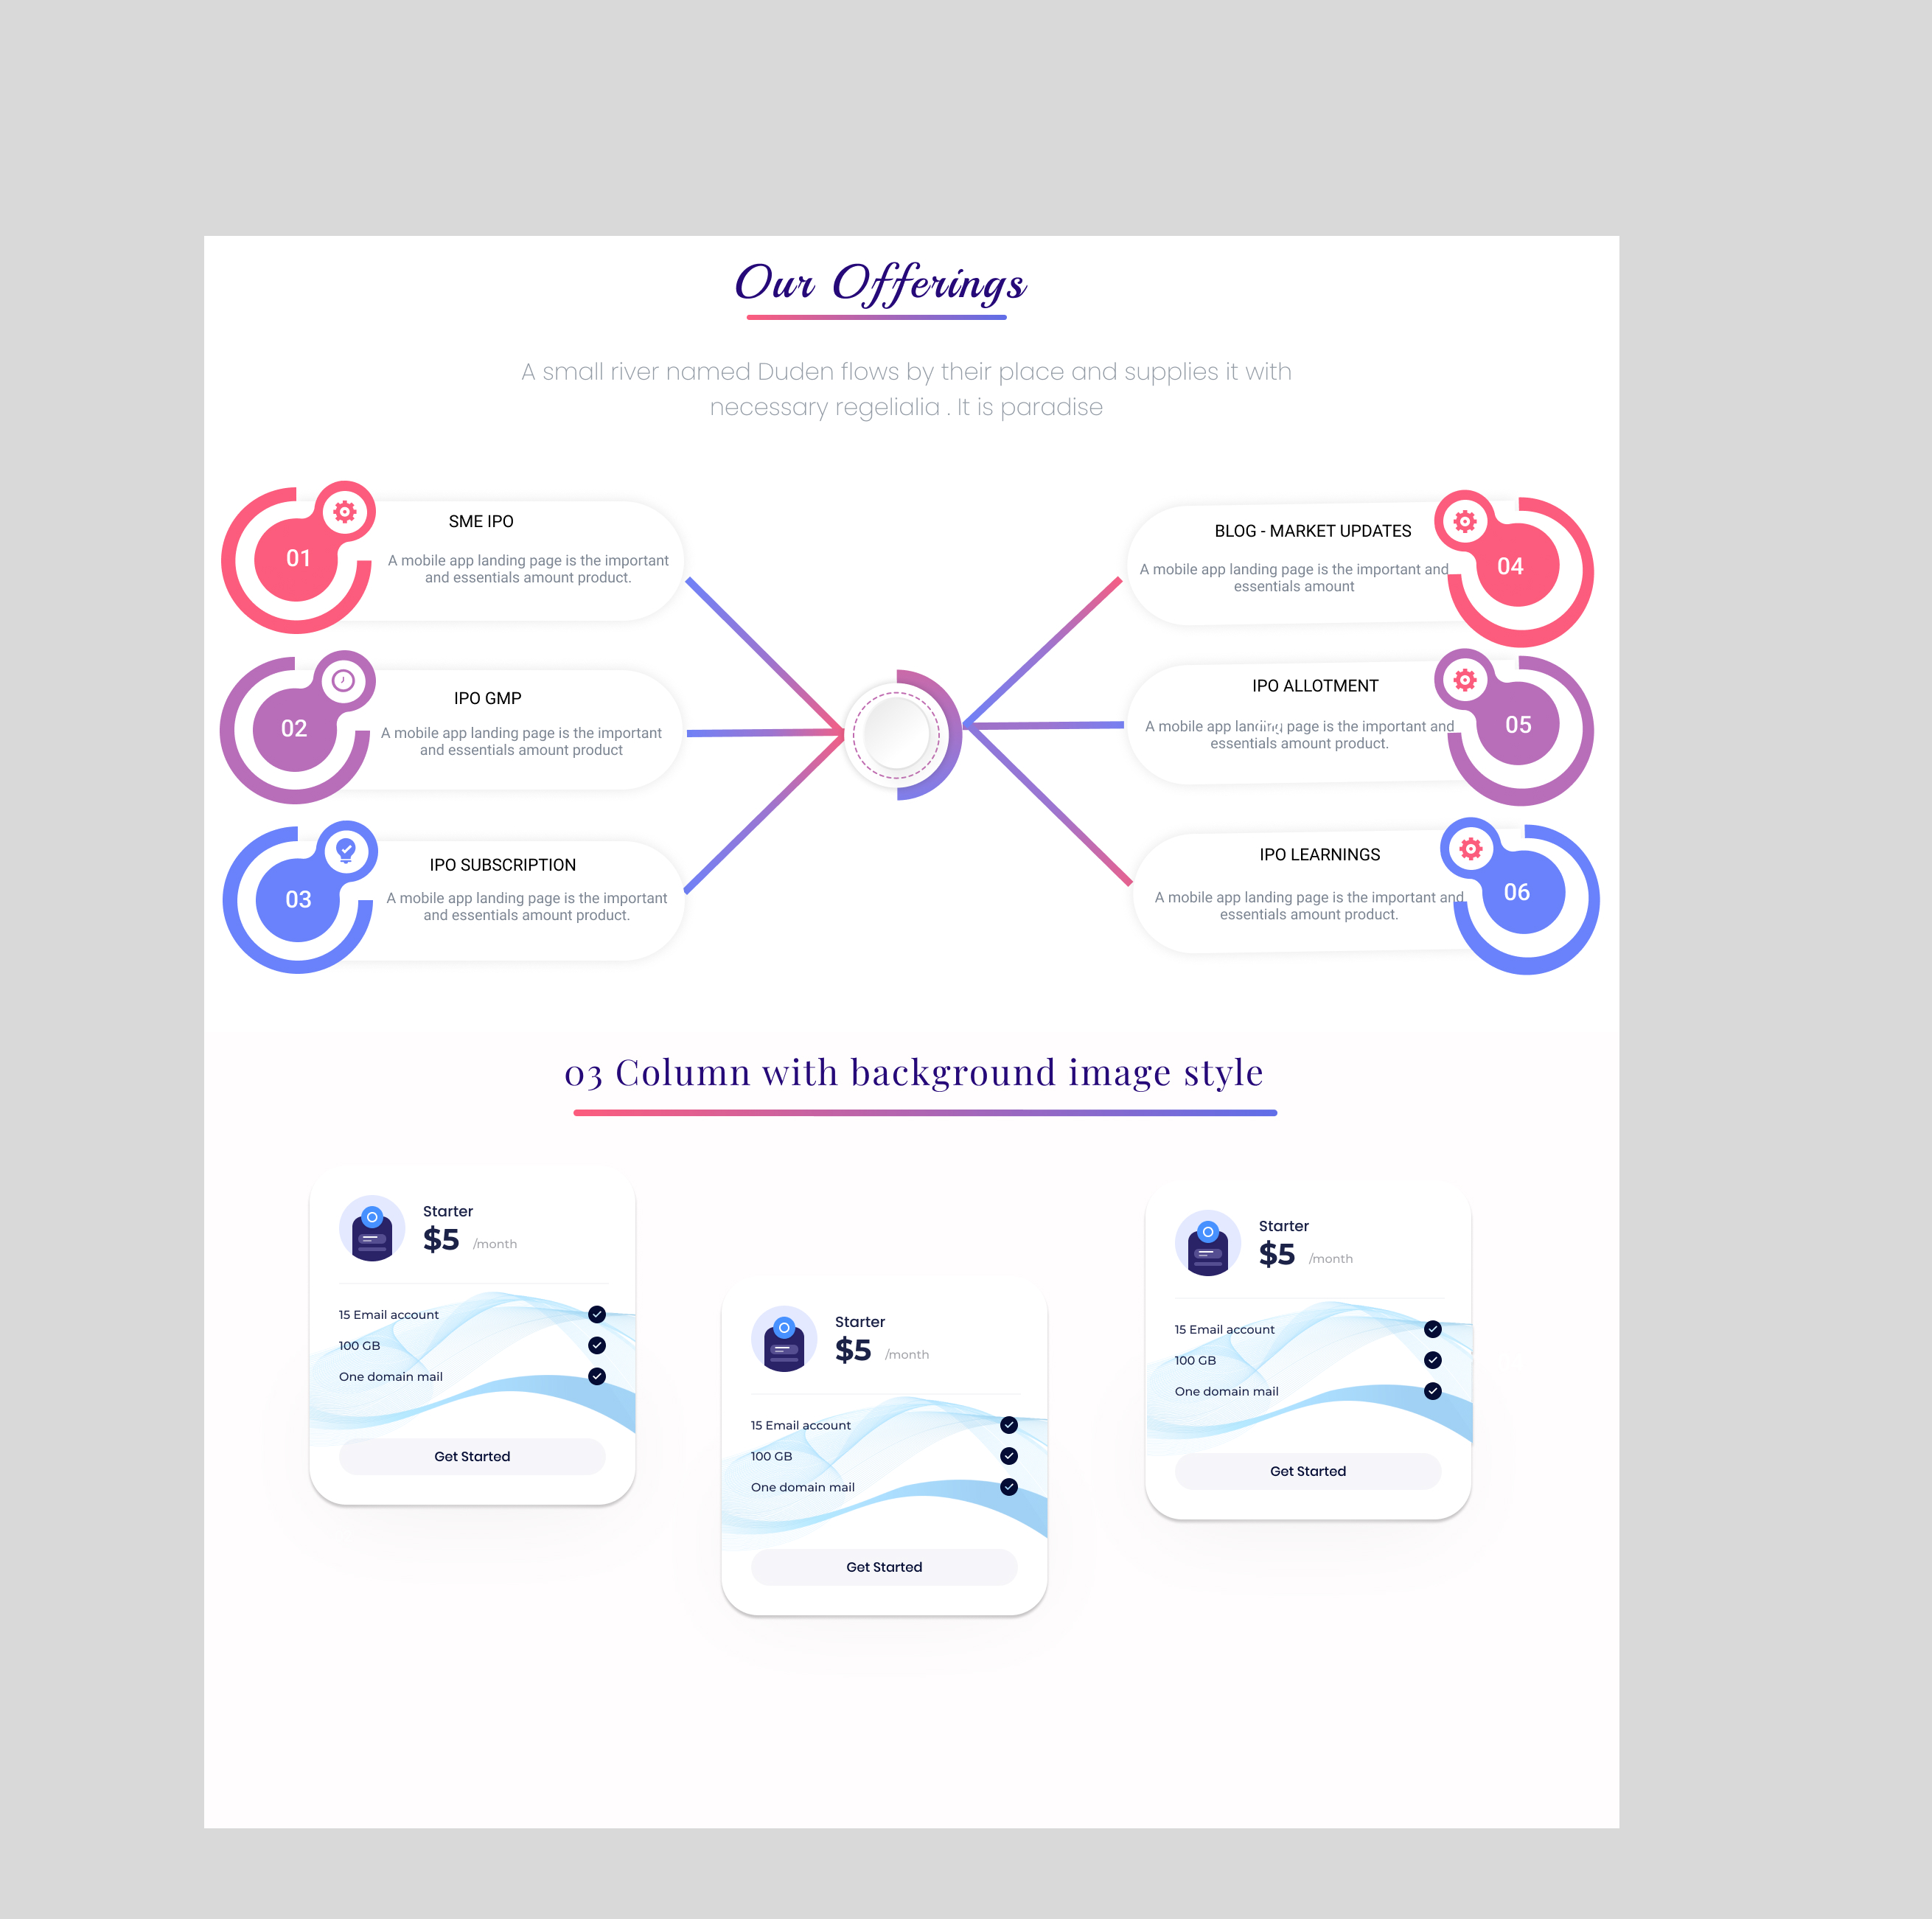 Our Offerings
A small river named Duden flows by their place and supplies it with
necessary regelialia . It is paradise
01
SME IPO
A mobile app landing page is the important
and essentials amount product.
02
IPO GMP
A mobile app landing page is the important
and essentials amount product
03
IPO SUBSCRIPTION
A mobile app landing page is the important
and essentials amount product.
BLOG - MARKET UPDATES
A mobile app landing page is the important and
essentials amount
04
IPO ALLOTMENT
A mobile app landing page is the important and
essentials amount product.
05
IPO LEARNINGS
A mobile app landing page is the important and
essentials amount product.
06
03 Column with background image style
Starter
$5 /month
15 Email account
100 GB
One domain mail
Get Started
Starter
$5 /month
15 Email account
100 GB
One domain mail
Get Started
Starter
$5 /month
15 Email account
100 GB
One domain mail
Get Started